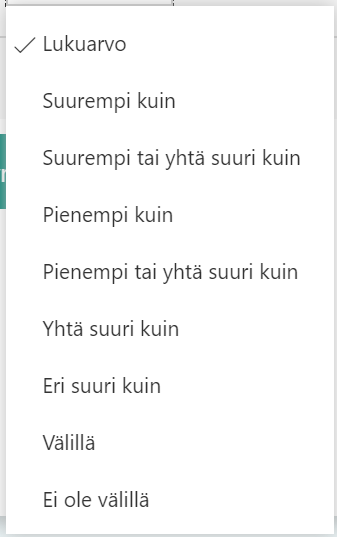 Lukuarvo
Suurempi kuin
Suurempi tai yhtä suuri kuin
Pienempi kuin
Pienempi tai yhtä suuri kuin
Yhtä suuri kuin
Eri suuri kuin
Välillä
Ei ole välillä